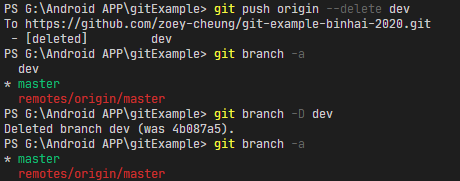 PS G:\Android APP\gitExample> git push origin --delete dev
To https://github.com/zoey-cheung/git-example-binhai-2020.git
 - [deleted]         dev
PS G:\Android APP\gitExample> git branch -a
  dev
* master
  remotes/origin/master
PS G:\Android APP\gitExample> git branch -D dev
Deleted branch dev (was 4b087a5).
PS G:\Android APP\gitExample> git branch -a
* master
  remotes/origin/master